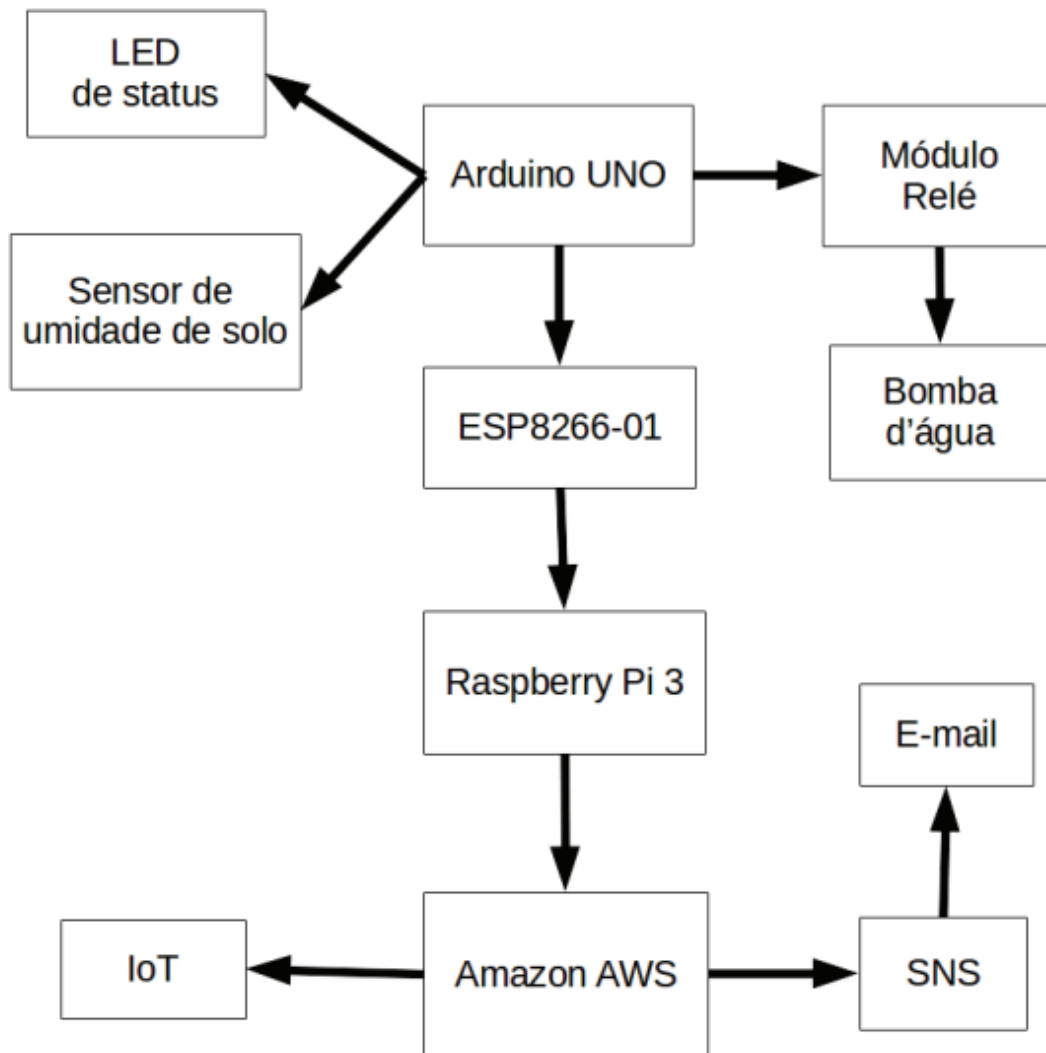 LED
de status
Arduino UNO
Módulo
Relé
Sensor de
umidade de solo
ESP8266-01
Bomba
d’água
Raspberry Pi 3
E-mail
IoT
Amazon AWS
SNS